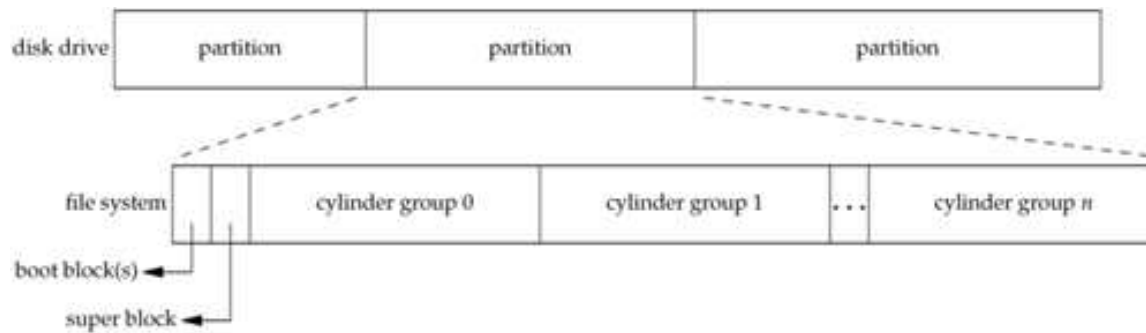 disk drive partition partition partition
file system cylinder group 0 cylinder group 1 ... cylinder group n
boot block(s)
super block